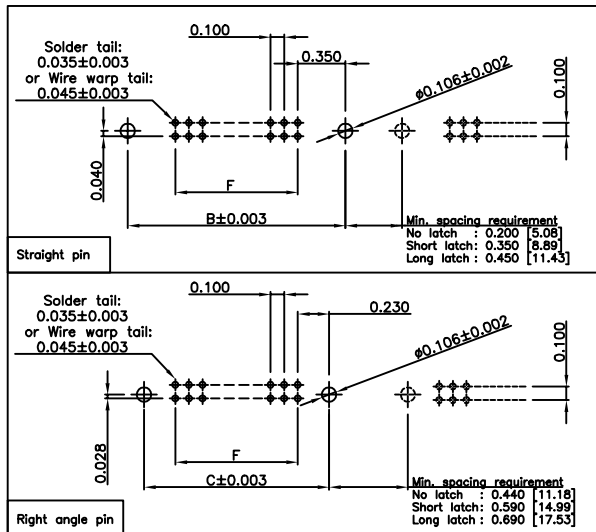 Solder tail:
0.035±0.003
or Wire warp tail:
0.045±0.003
0.100
0.350
ø0.106±0.002
0.100
0.040
F
B±0.003
Min. spacing requirement
No latch : 0.200 [5.08]
Short latch: 0.350 [8.89]
Long latch : 0.450 [11.43]
Straight pin
Solder tail:
0.035±0.003
or Wire warp tail:
0.045±0.003
0.100
0.230
ø0.106±0.002
0.100
0.028
F
C±0.003
Min. spacing requirement
No latch : 0.440 [11.18]
Short latch: 0.590 [14.99]
Long latch : 0.690 [17.53]
Right angle pin